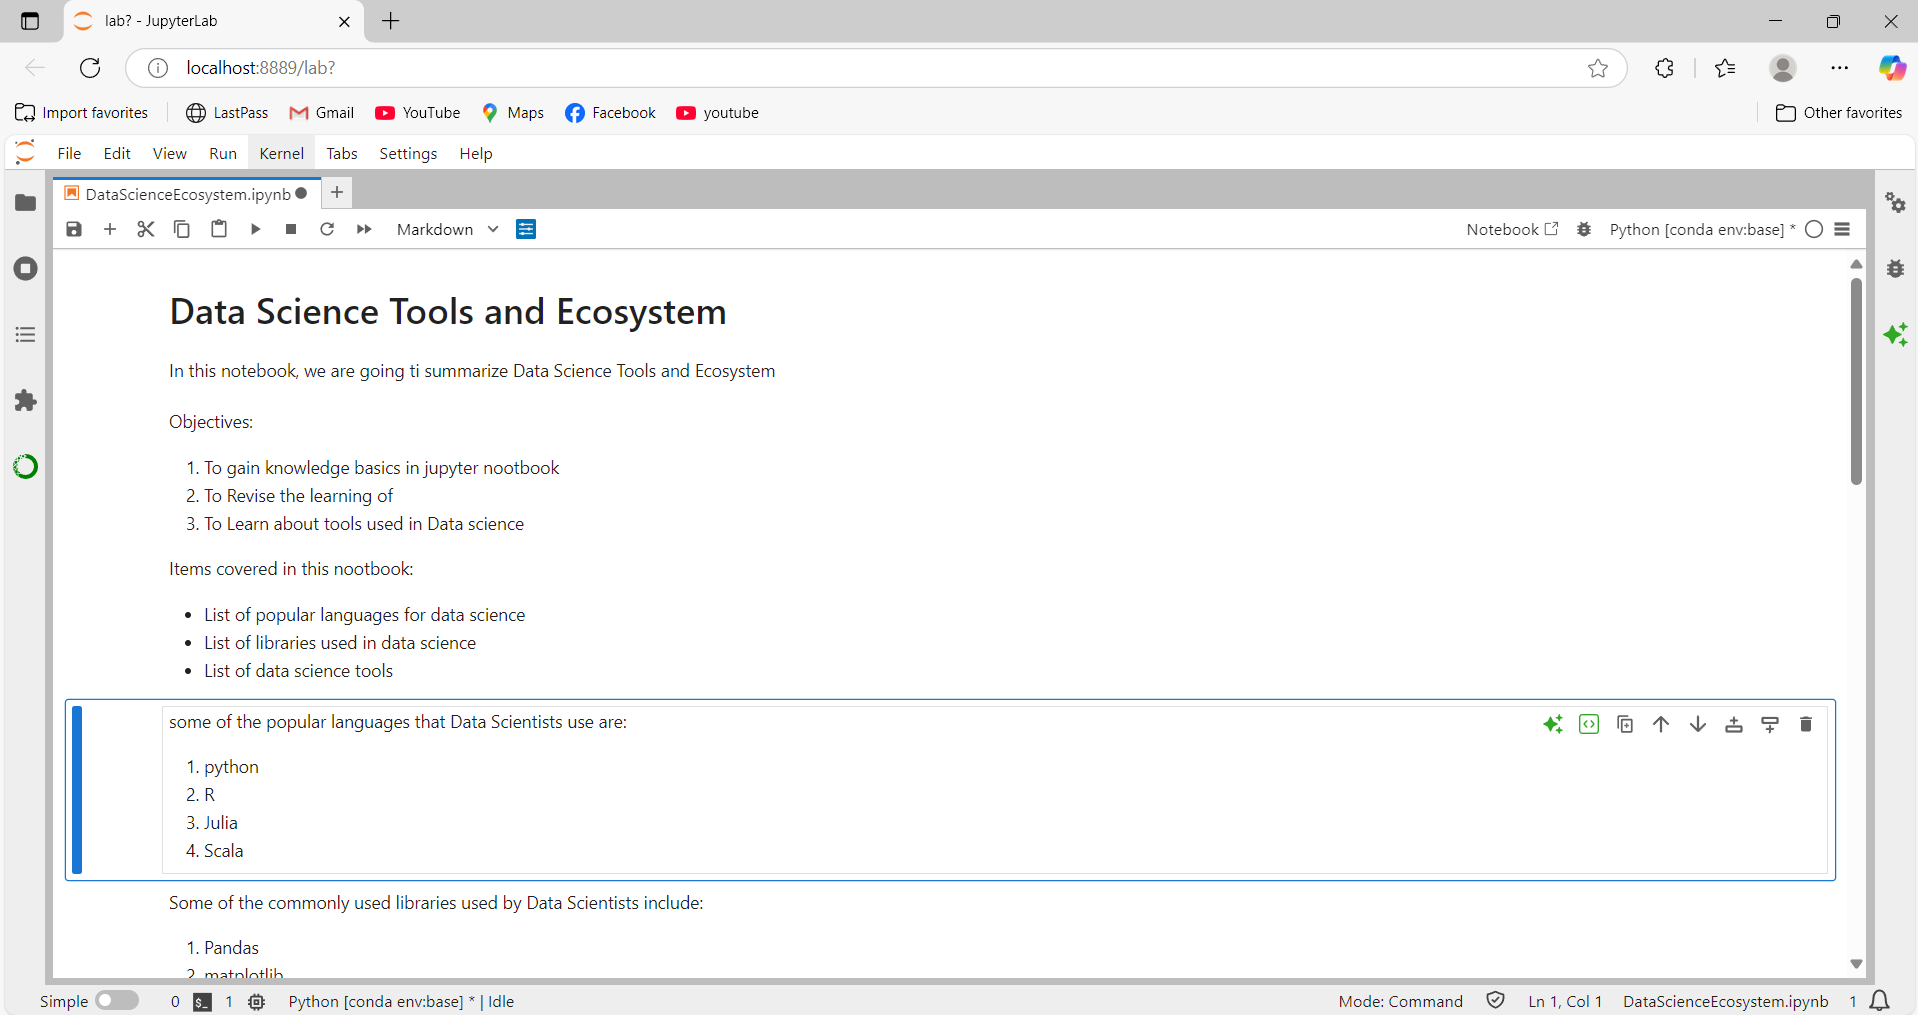 lab? - JupyterLab
localhost:8889/lab?
Import favorites LastPass Gmail YouTube Maps Facebook youtube Other favorites
File Edit View Run Kernel Tabs Settings Help
DataScienceEcosystem.ipynb
Markdown Notebook Python [conda env:base] *
Data Science Tools and Ecosystem
In this notebook, we are going ti summarize Data Science Tools and Ecosystem
Objectives:
1. To gain knowledge basics in jupyter nootbook
2. To Revise the learning of
3. To Learn about tools used in Data science
Items covered in this nootbook:
• List of popular languages for data science
• List of libraries used in data science
• List of data science tools
some of the popular languages that Data Scientists use are:
1. python
2. R
3. Julia
4. Scala
Some of the commonly used libraries used by Data Scientists include:
1. Pandas
2. matplotlib
Simple 0 $_ 1 Python [conda env:base] * | Idle Mode: Command Ln 1, Col 1 DataScienceEcosystem.ipynb 1